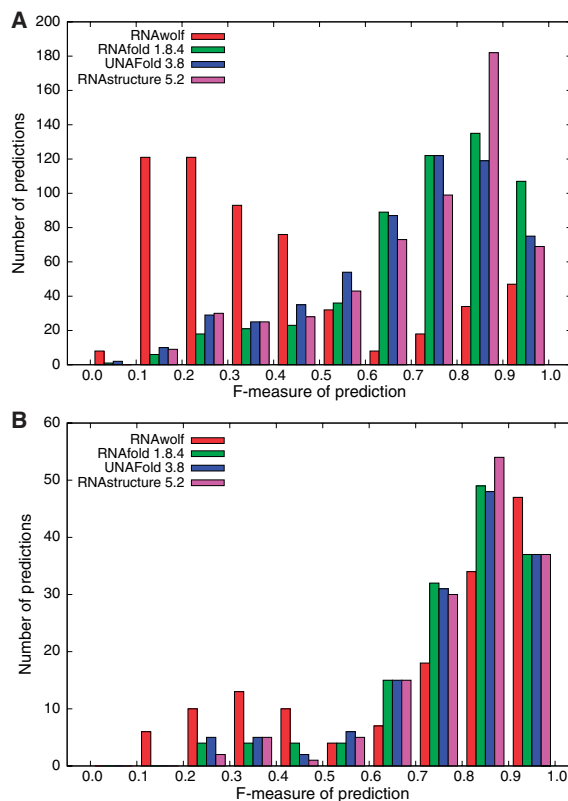 A
200
180
160
140
120
100
80
60
40
20
0
Number of predictions
RNAwolf
RNAfold 1.8.4
UNAFold 3.8
RNAstructure 5.2
0.0 0.1 0.2 0.3 0.4 0.5 0.6 0.7 0.8 0.9 1.0
F-measure of prediction
B
60
50
40
30
20
10
0
Number of predictions
RNAwolf
RNAfold 1.8.4
UNAFold 3.8
RNAstructure 5.2
0.0 0.1 0.2 0.3 0.4 0.5 0.6 0.7 0.8 0.9 1.0
F-measure of prediction